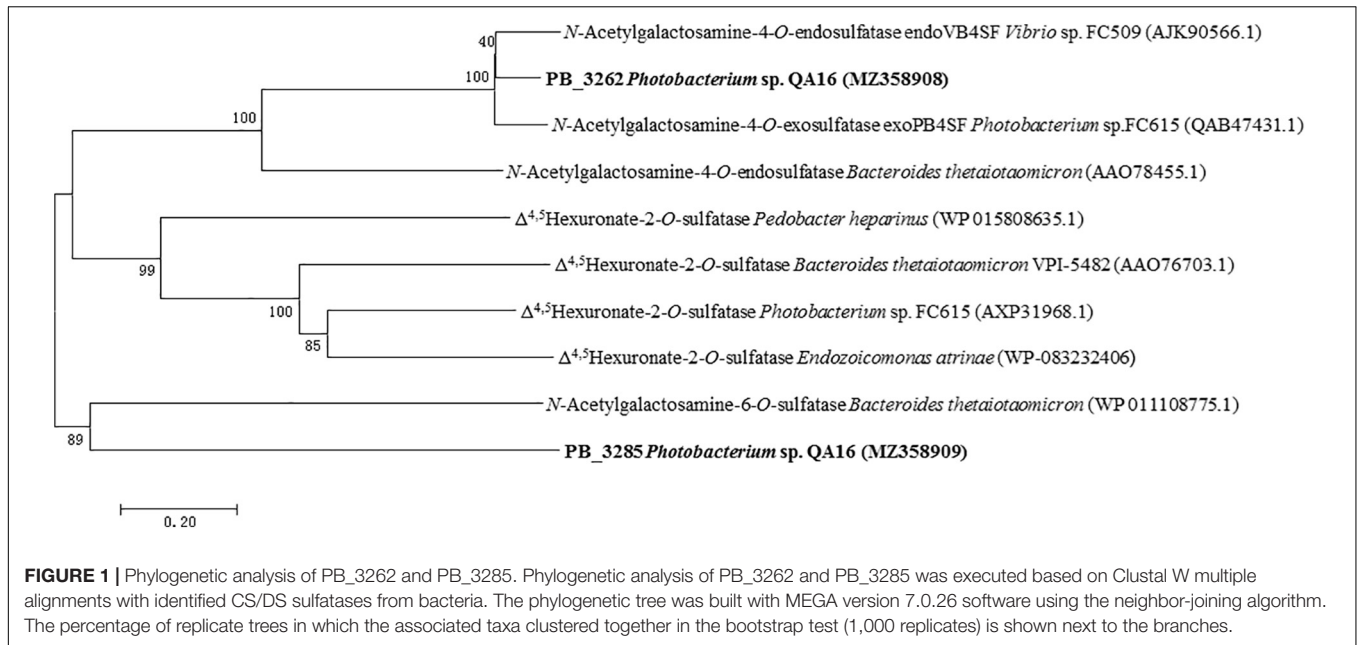 40
N-Acetylgalactosamine-4-O-endosulfatase endoVB4SF Vibrio sp. FC509 (AJK90566.1)
100
PB_3262 Photobacterium sp. QA16 (MZ358908)
100
N-Acetylgalactosamine-4-O-exosulfatase exoPB4SF Photobacterium sp.FC615 (QAB47431.1)
N-Acetylgalactosamine-4-O-endosulfatase Bacteroides thetaiotaomicron (AAO78455.1)
Δ4,5Hexuronate-2-O-sulfatase Pedobacter heparinus (WP 015808635.1)
99
Δ4,5Hexuronate-2-O-sulfatase Bacteroides thetaiotaomicron VPI-5482 (AAO76703.1)
100
Δ4,5Hexuronate-2-O-sulfatase Photobacterium sp. FC615 (AXP31968.1)
85
Δ4,5Hexuronate-2-O-sulfatase Endozoicomonas atrinae (WP-083232406)
N-Acetylgalactosamine-6-O-sulfatase Bacteroides thetaiotaomicron (WP 011108775.1)
89
PB_3285 Photobacterium sp. QA16 (MZ358909)
0.20
FIGURE 1 | Phylogenetic analysis of PB_3262 and PB_3285. Phylogenetic analysis of PB_3262 and PB_3285 was executed based on Clustal W multiple
alignments with identified CS/DS sulfatases from bacteria. The phylogenetic tree was built with MEGA version 7.0.26 software using the neighbor-joining algorithm.
The percentage of replicate trees in which the associated taxa clustered together in the bootstrap test (1,000 replicates) is shown next to the branches.